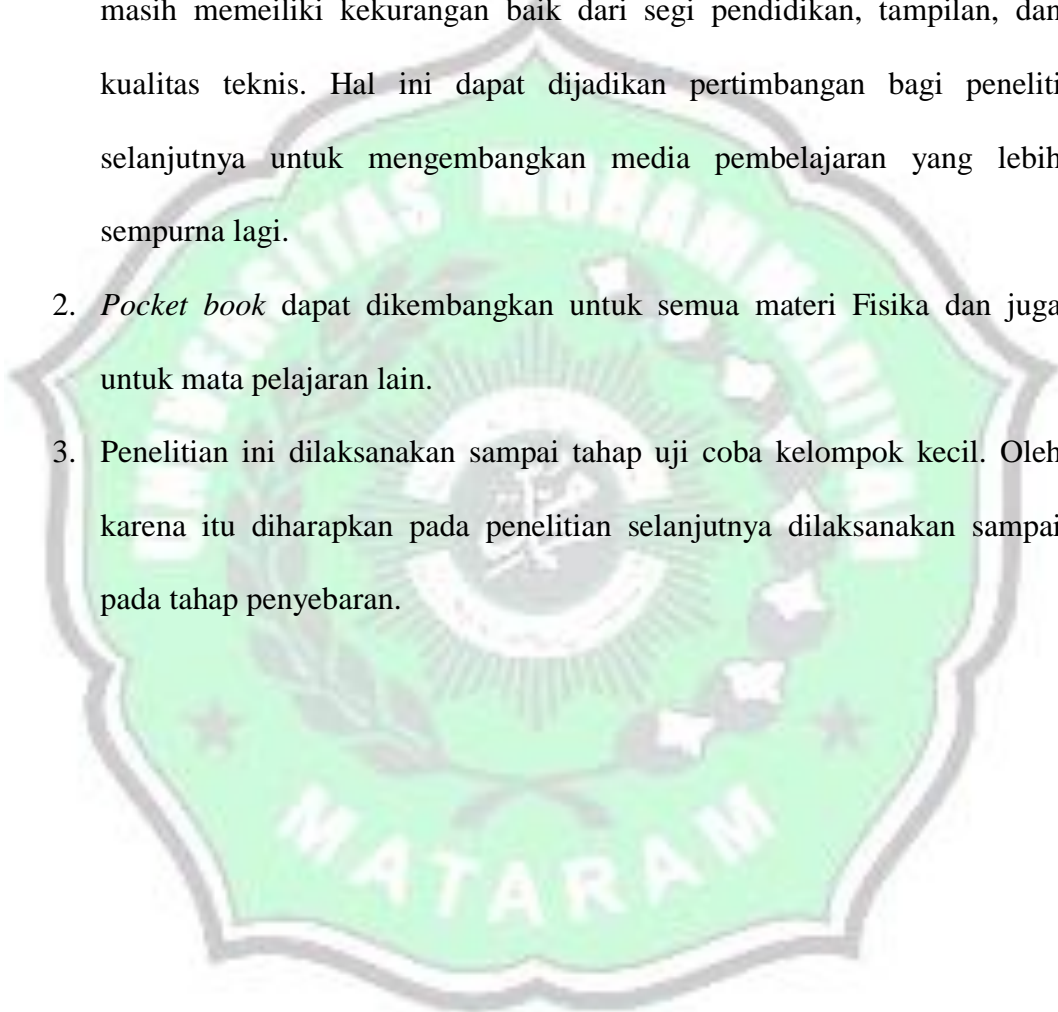 masih memeiliki kekurangan baik dari segi pendidikan, tampilan, dan
kualitas teknis. Hal ini dapat dijadikan pertimbangan bagi peneliti
selanjutnya untuk mengembangkan media pembelajaran yang lebih
sempurna lagi.
2. Pocket book dapat dikembangkan untuk semua materi Fisika dan juga
untuk mata pelajaran lain.
3. Penelitian ini dilaksanakan sampai tahap uji coba kelompok kecil. Oleh
karena itu diharapkan pada penelitian selanjutnya dilaksanakan sampai
pada tahap penyebaran.
UNIVERSITAS MUHAMMADIYAH
MATARAM